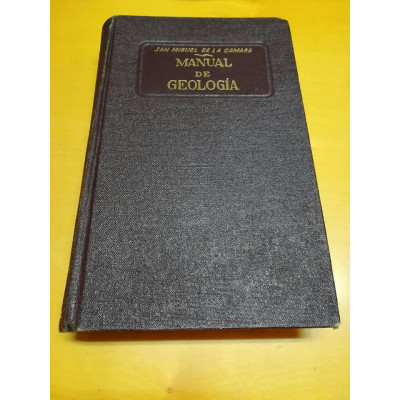 SAN MIGUEL DE LA CAMARA
MANUAL
DE
GEOLOGÍA